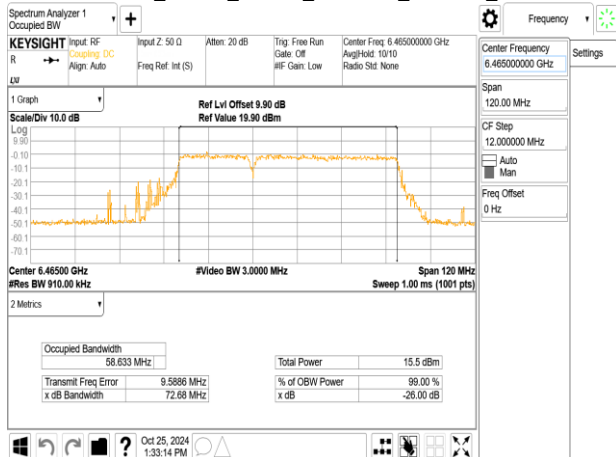 Spectrum Analyzer 1
Occupied BW
Frequency
KEYSIGHT
R
LXI
Input: RF
Coupling: DC
Align: Auto
Input Z: 50 Ω
Freq Ref: Int (S)
Atten: 20 dB
Trig: Free Run
Gate: Off
#IF Gain: Low
Center Freq: 6.465000000 GHz
Avg|Hold: 10/10
Radio Std: None
Center Frequency
6.465000000 GHz
Settings
Span
120.00 MHz
CF Step
12.000000 MHz
Auto
Man
Freq Offset
0 Hz
1 Graph
Scale/Div 10.0 dB
Ref Lvl Offset 9.90 dB
Ref Value 19.90 dBm
Log
9.90
-0.10
-10.1
-20.1
-30.1
-40.1
-50.1
-60.1
-70.1
Center 6.46500 GHz
#Res BW 910.00 kHz
#Video BW 3.0000 MHz
Span 120 MHz
Sweep 1.00 ms (1001 pts)
2 Metrics
Occupied Bandwidth
58.633 MHz
Total Power 15.5 dBm
Transmit Freq Error 9.5886 MHz
% of OBW Power 99.00 %
x dB Bandwidth 72.68 MHz
x dB -26.00 dB
?
Oct 25, 2024
1:33:14 PM